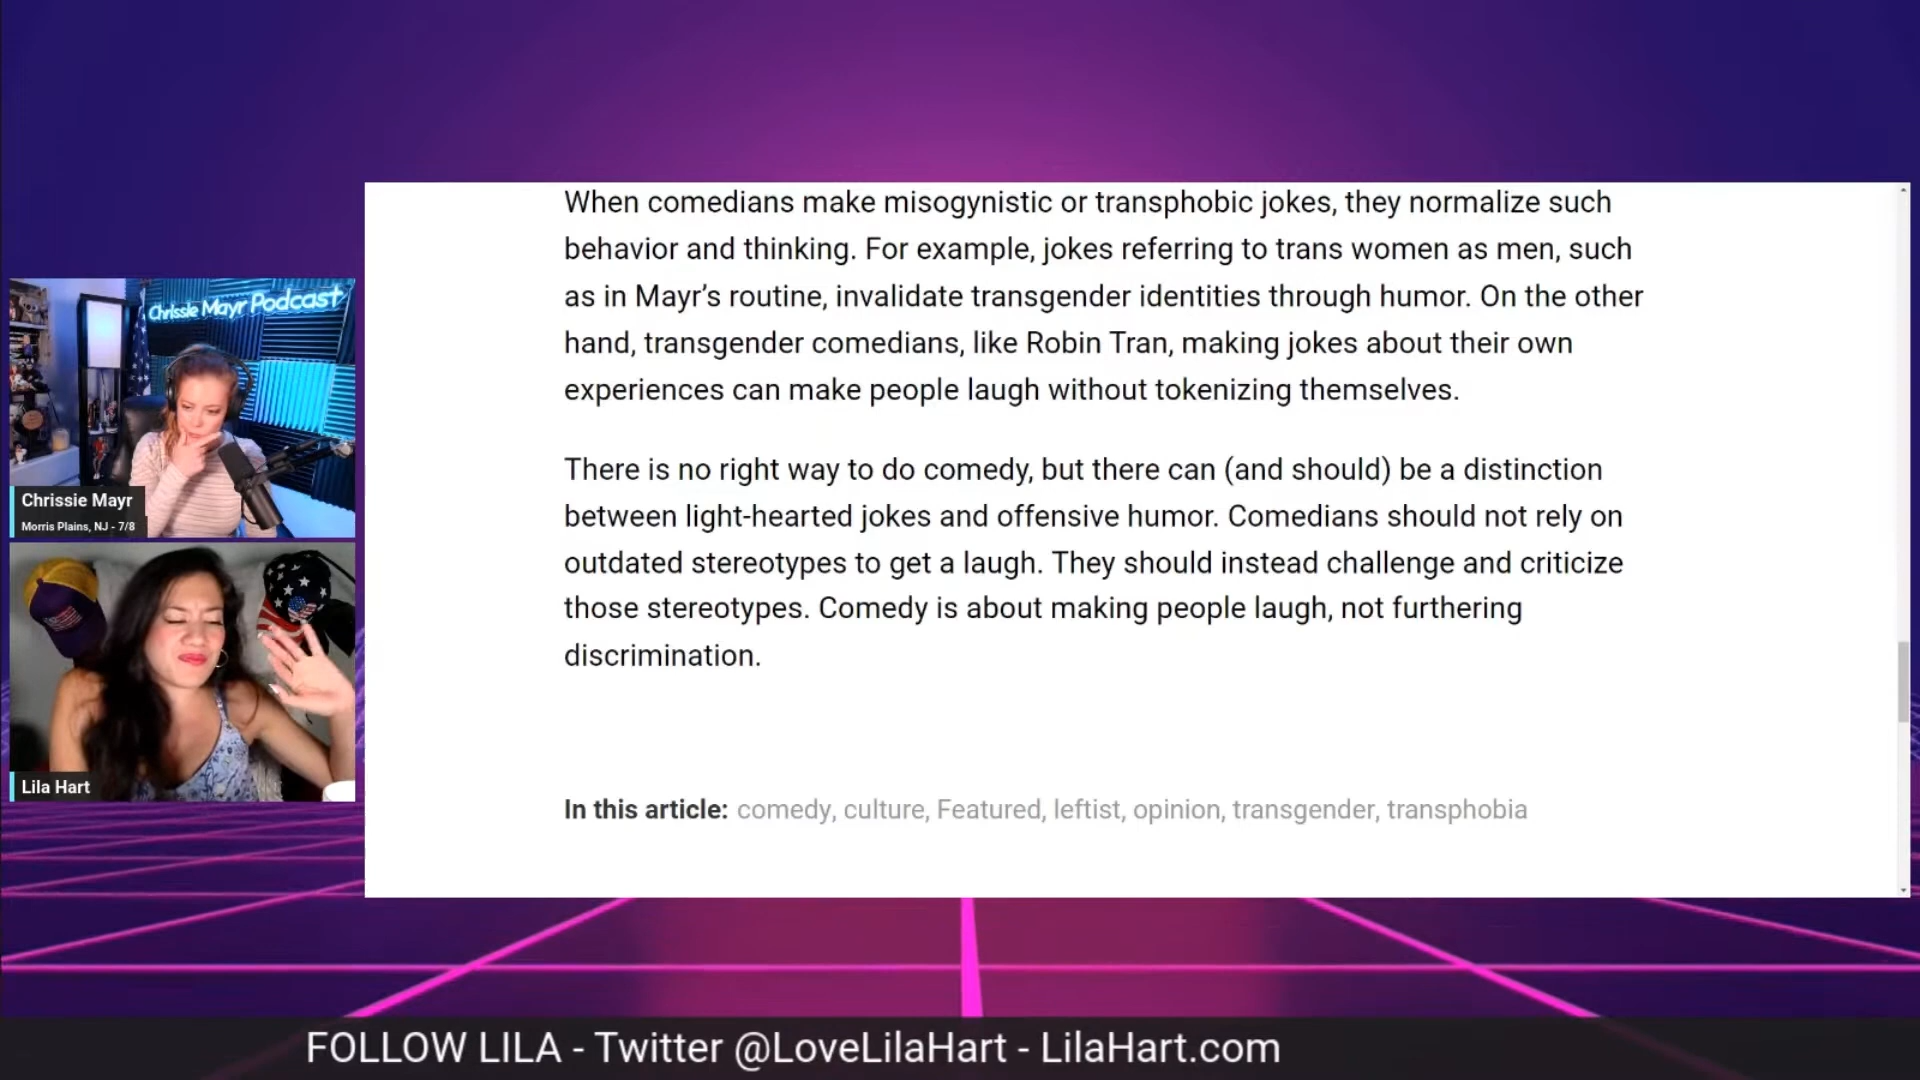 When comedians make misogynistic or transphobic jokes, they normalize such
behavior and thinking. For example, jokes referring to trans women as men, such
as in Mayr’s routine, invalidate transgender identities through humor. On the other
hand, transgender comedians, like Robin Tran, making jokes about their own
experiences can make people laugh without tokenizing themselves.
There is no right way to do comedy, but there can (and should) be a distinction
between light-hearted jokes and offensive humor. Comedians should not rely on
outdated stereotypes to get a laugh. They should instead challenge and criticize
those stereotypes. Comedy is about making people laugh, not furthering
discrimination.
In this article: comedy, culture, Featured, leftist, opinion, transgender, transphobia
Chrissie Mayr Podcast
Chrissie Mayr
Morris Plains, NJ - 7/8
Lila Hart
FOLLOW LILA - Twitter @LoveLilaHart - LilaHart.com